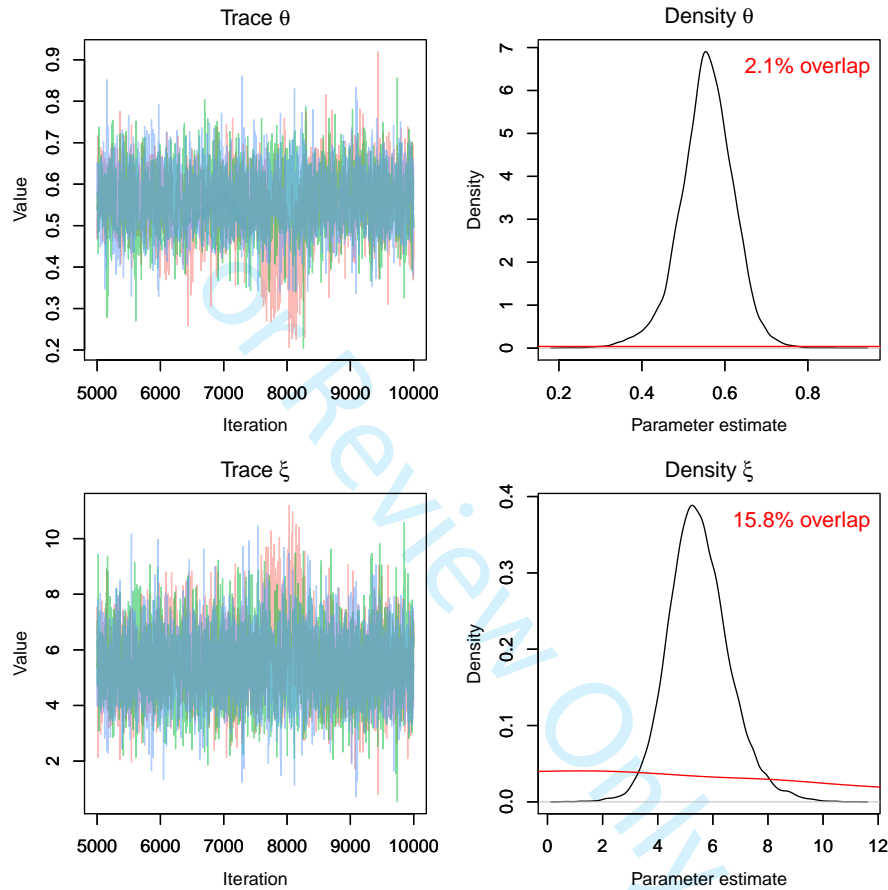 Trace θ
Value
0.2 0.3 0.4 0.5 0.6 0.7 0.8 0.9
5000 6000 7000 8000 9000 10000
Iteration
Density θ
2.1% overlap
Density
0 1 2 3 4 5 6 7
0.2 0.4 0.6 0.8
Parameter estimate
Trace ξ
Value
2 4 6 8 10
5000 6000 7000 8000 9000 10000
Iteration
Density ξ
15.8% overlap
Density
0.0 0.1 0.2 0.3 0.4
0 2 4 6 8 10 12
Parameter estimate
or Review Only